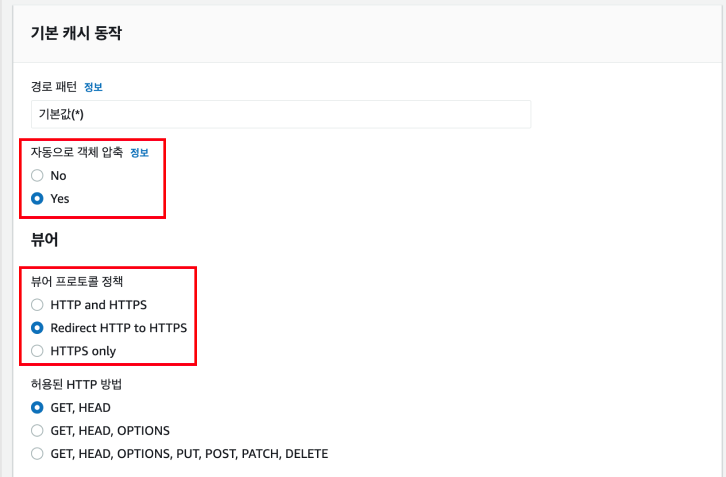 기본 캐시 동작
경로 패턴 정보
기본값(*)
자동으로 객체 압축 정보
No
Yes
뷰어
뷰어 프로토콜 정책
HTTP and HTTPS
Redirect HTTP to HTTPS
HTTPS only
허용된 HTTP 방법
GET, HEAD
GET, HEAD, OPTIONS
GET, HEAD, OPTIONS, PUT, POST, PATCH, DELETE